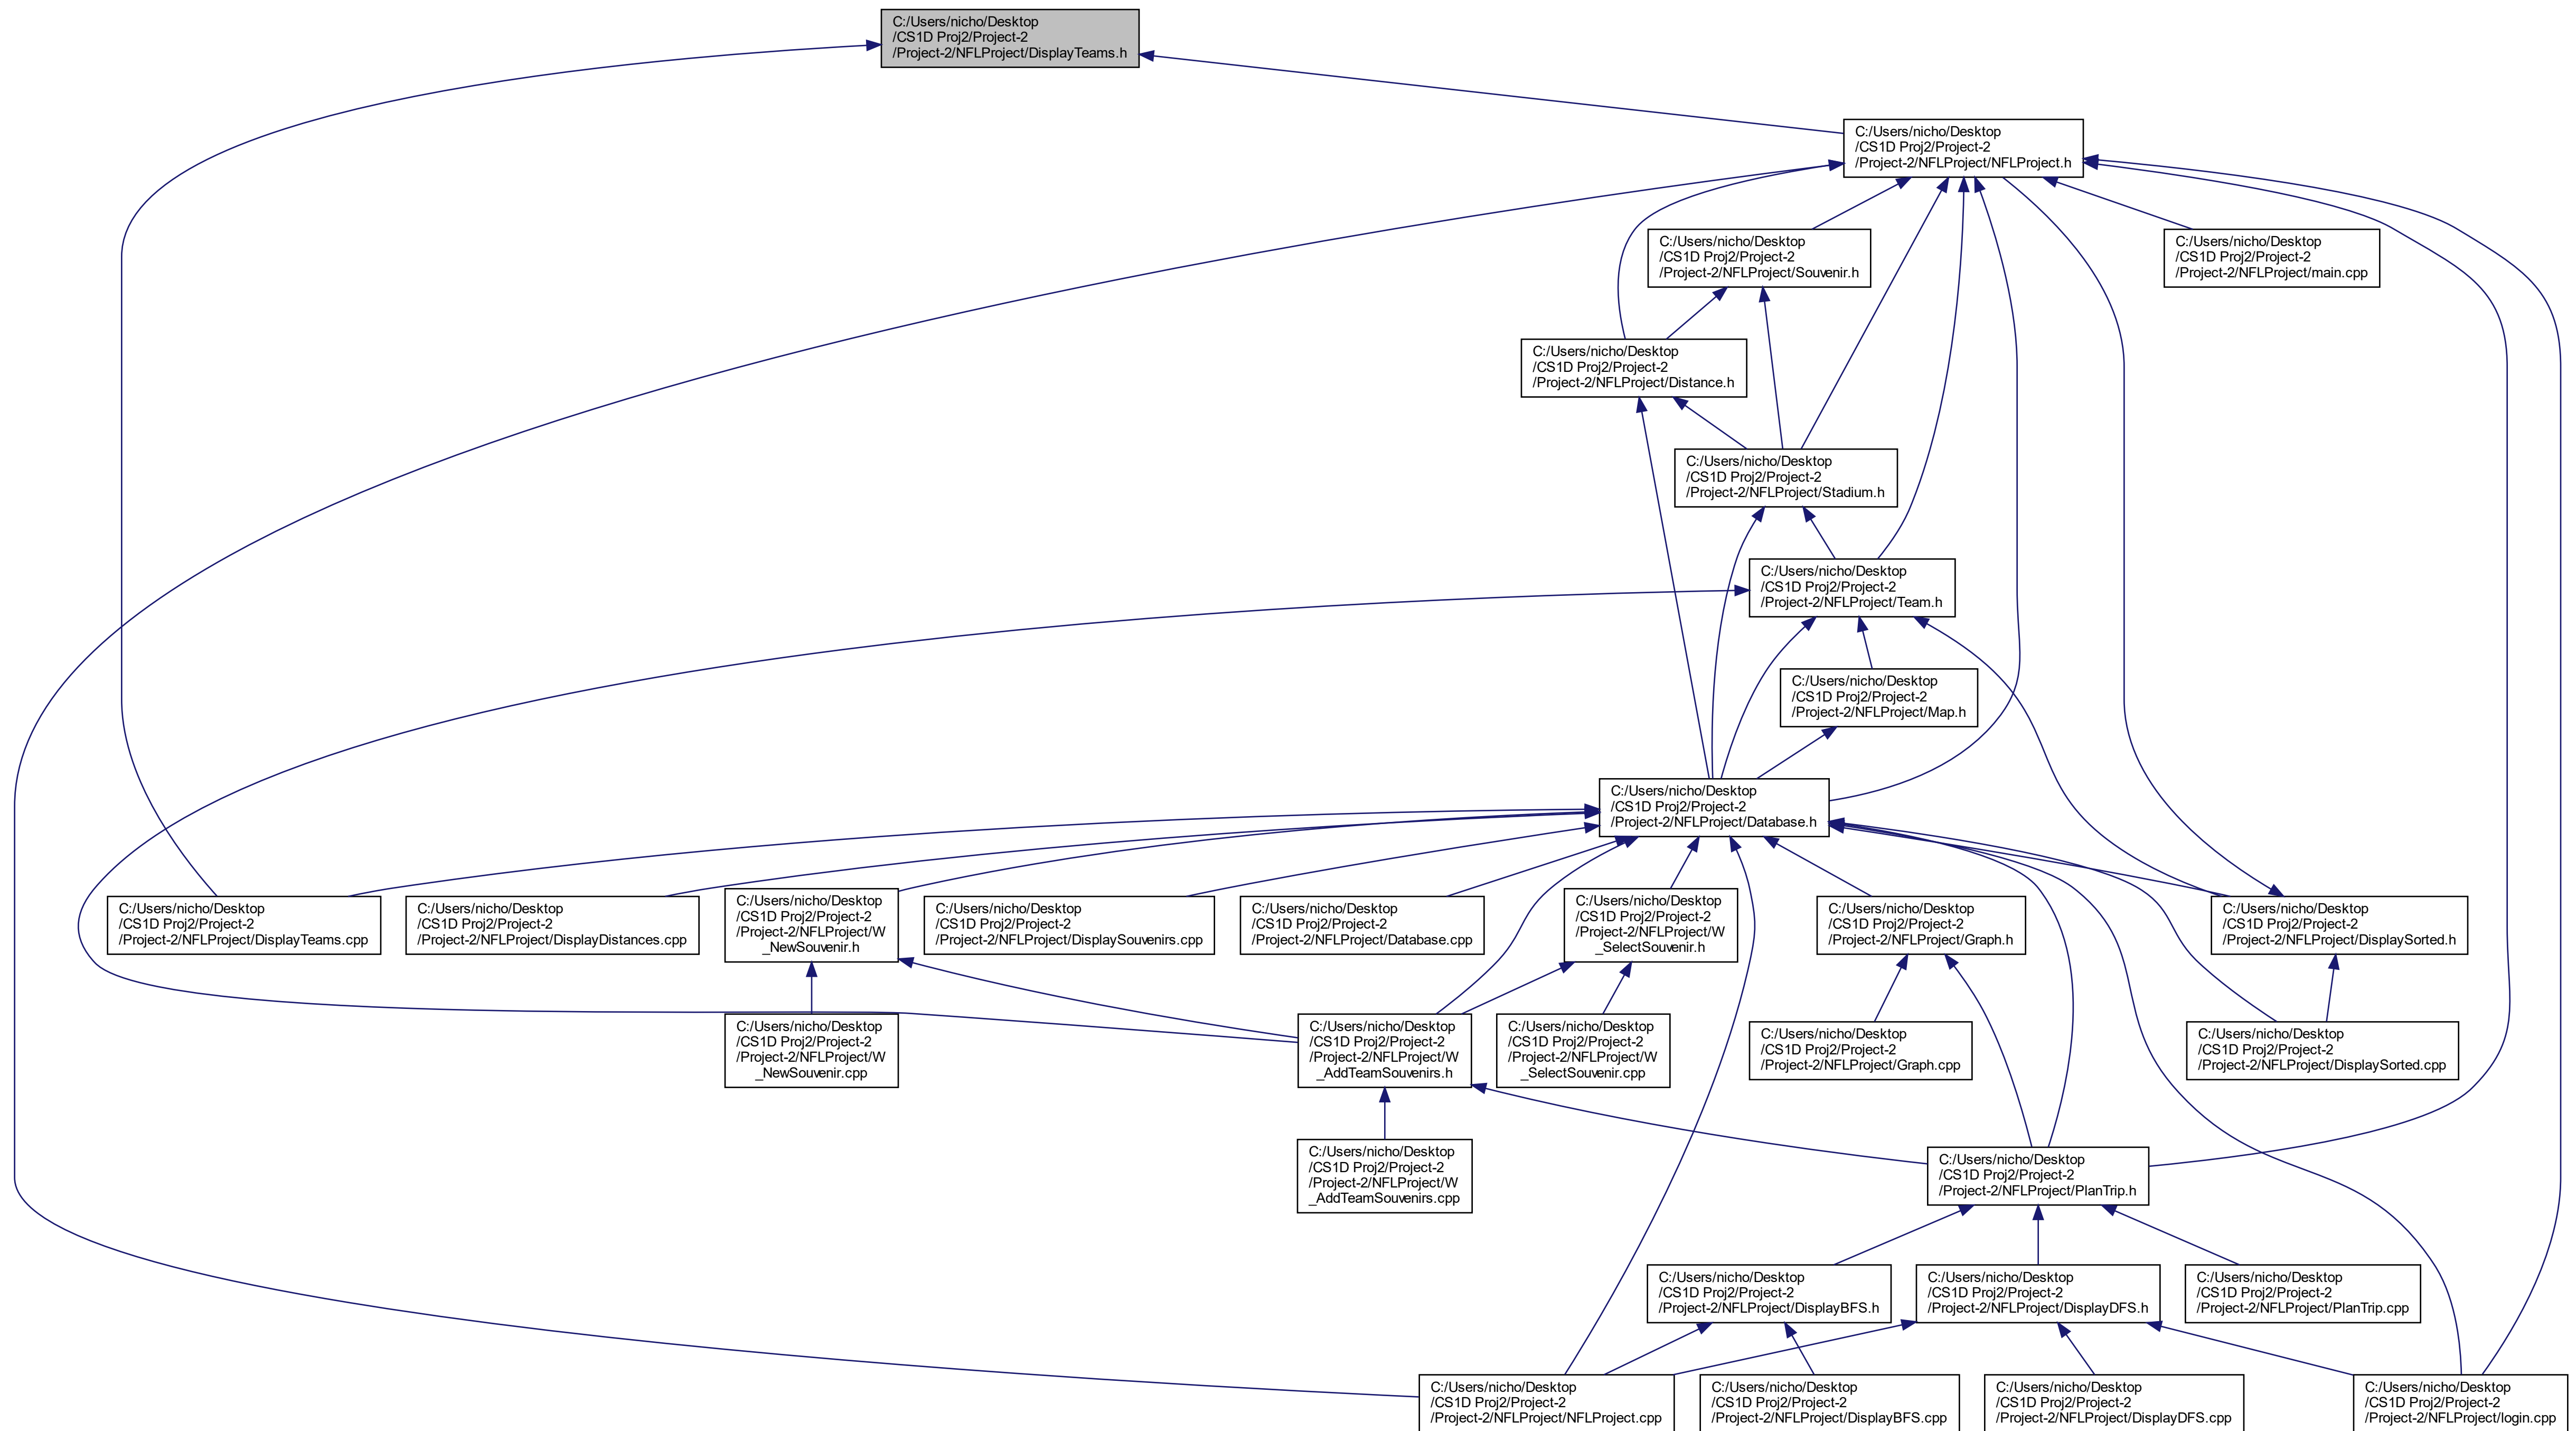 C:/Users/nicho/Desktop
/CS1D Proj2/Project-2
/Project-2/NFLProject/DisplayTeams.h
C:/Users/nicho/Desktop
/CS1D Proj2/Project-2
/Project-2/NFLProject/NFLProject.h
C:/Users/nicho/Desktop
/CS1D Proj2/Project-2
/Project-2/NFLProject/Souvenir.h
C:/Users/nicho/Desktop
/CS1D Proj2/Project-2
/Project-2/NFLProject/main.cpp
C:/Users/nicho/Desktop
/CS1D Proj2/Project-2
/Project-2/NFLProject/Distance.h
C:/Users/nicho/Desktop
/CS1D Proj2/Project-2
/Project-2/NFLProject/Stadium.h
C:/Users/nicho/Desktop
/CS1D Proj2/Project-2
/Project-2/NFLProject/Team.h
C:/Users/nicho/Desktop
/CS1D Proj2/Project-2
/Project-2/NFLProject/Map.h
C:/Users/nicho/Desktop
/CS1D Proj2/Project-2
/Project-2/NFLProject/Database.h
C:/Users/nicho/Desktop
/CS1D Proj2/Project-2
/Project-2/NFLProject/DisplayTeams.cpp
C:/Users/nicho/Desktop
/CS1D Proj2/Project-2
/Project-2/NFLProject/DisplayDistances.cpp
C:/Users/nicho/Desktop
/CS1D Proj2/Project-2
/Project-2/NFLProject/W
_NewSouvenir.h
C:/Users/nicho/Desktop
/CS1D Proj2/Project-2
/Project-2/NFLProject/DisplaySouvenirs.cpp
C:/Users/nicho/Desktop
/CS1D Proj2/Project-2
/Project-2/NFLProject/Database.cpp
C:/Users/nicho/Desktop
/CS1D Proj2/Project-2
/Project-2/NFLProject/W
_SelectSouvenir.h
C:/Users/nicho/Desktop
/CS1D Proj2/Project-2
/Project-2/NFLProject/Graph.h
C:/Users/nicho/Desktop
/CS1D Proj2/Project-2
/Project-2/NFLProject/DisplaySorted.h
C:/Users/nicho/Desktop
/CS1D Proj2/Project-2
/Project-2/NFLProject/W
_NewSouvenir.cpp
C:/Users/nicho/Desktop
/CS1D Proj2/Project-2
/Project-2/NFLProject/W
_AddTeamSouvenirs.h
C:/Users/nicho/Desktop
/CS1D Proj2/Project-2
/Project-2/NFLProject/W
_SelectSouvenir.cpp
C:/Users/nicho/Desktop
/CS1D Proj2/Project-2
/Project-2/NFLProject/Graph.cpp
C:/Users/nicho/Desktop
/CS1D Proj2/Project-2
/Project-2/NFLProject/DisplaySorted.cpp
C:/Users/nicho/Desktop
/CS1D Proj2/Project-2
/Project-2/NFLProject/W
_AddTeamSouvenirs.cpp
C:/Users/nicho/Desktop
/CS1D Proj2/Project-2
/Project-2/NFLProject/PlanTrip.h
C:/Users/nicho/Desktop
/CS1D Proj2/Project-2
/Project-2/NFLProject/DisplayBFS.h
C:/Users/nicho/Desktop
/CS1D Proj2/Project-2
/Project-2/NFLProject/DisplayDFS.h
C:/Users/nicho/Desktop
/CS1D Proj2/Project-2
/Project-2/NFLProject/PlanTrip.cpp
C:/Users/nicho/Desktop
/CS1D Proj2/Project-2
/Project-2/NFLProject/NFLProject.cpp
C:/Users/nicho/Desktop
/CS1D Proj2/Project-2
/Project-2/NFLProject/DisplayBFS.cpp
C:/Users/nicho/Desktop
/CS1D Proj2/Project-2
/Project-2/NFLProject/DisplayDFS.cpp
C:/Users/nicho/Desktop
/CS1D Proj2/Project-2
/Project-2/NFLProject/login.cpp